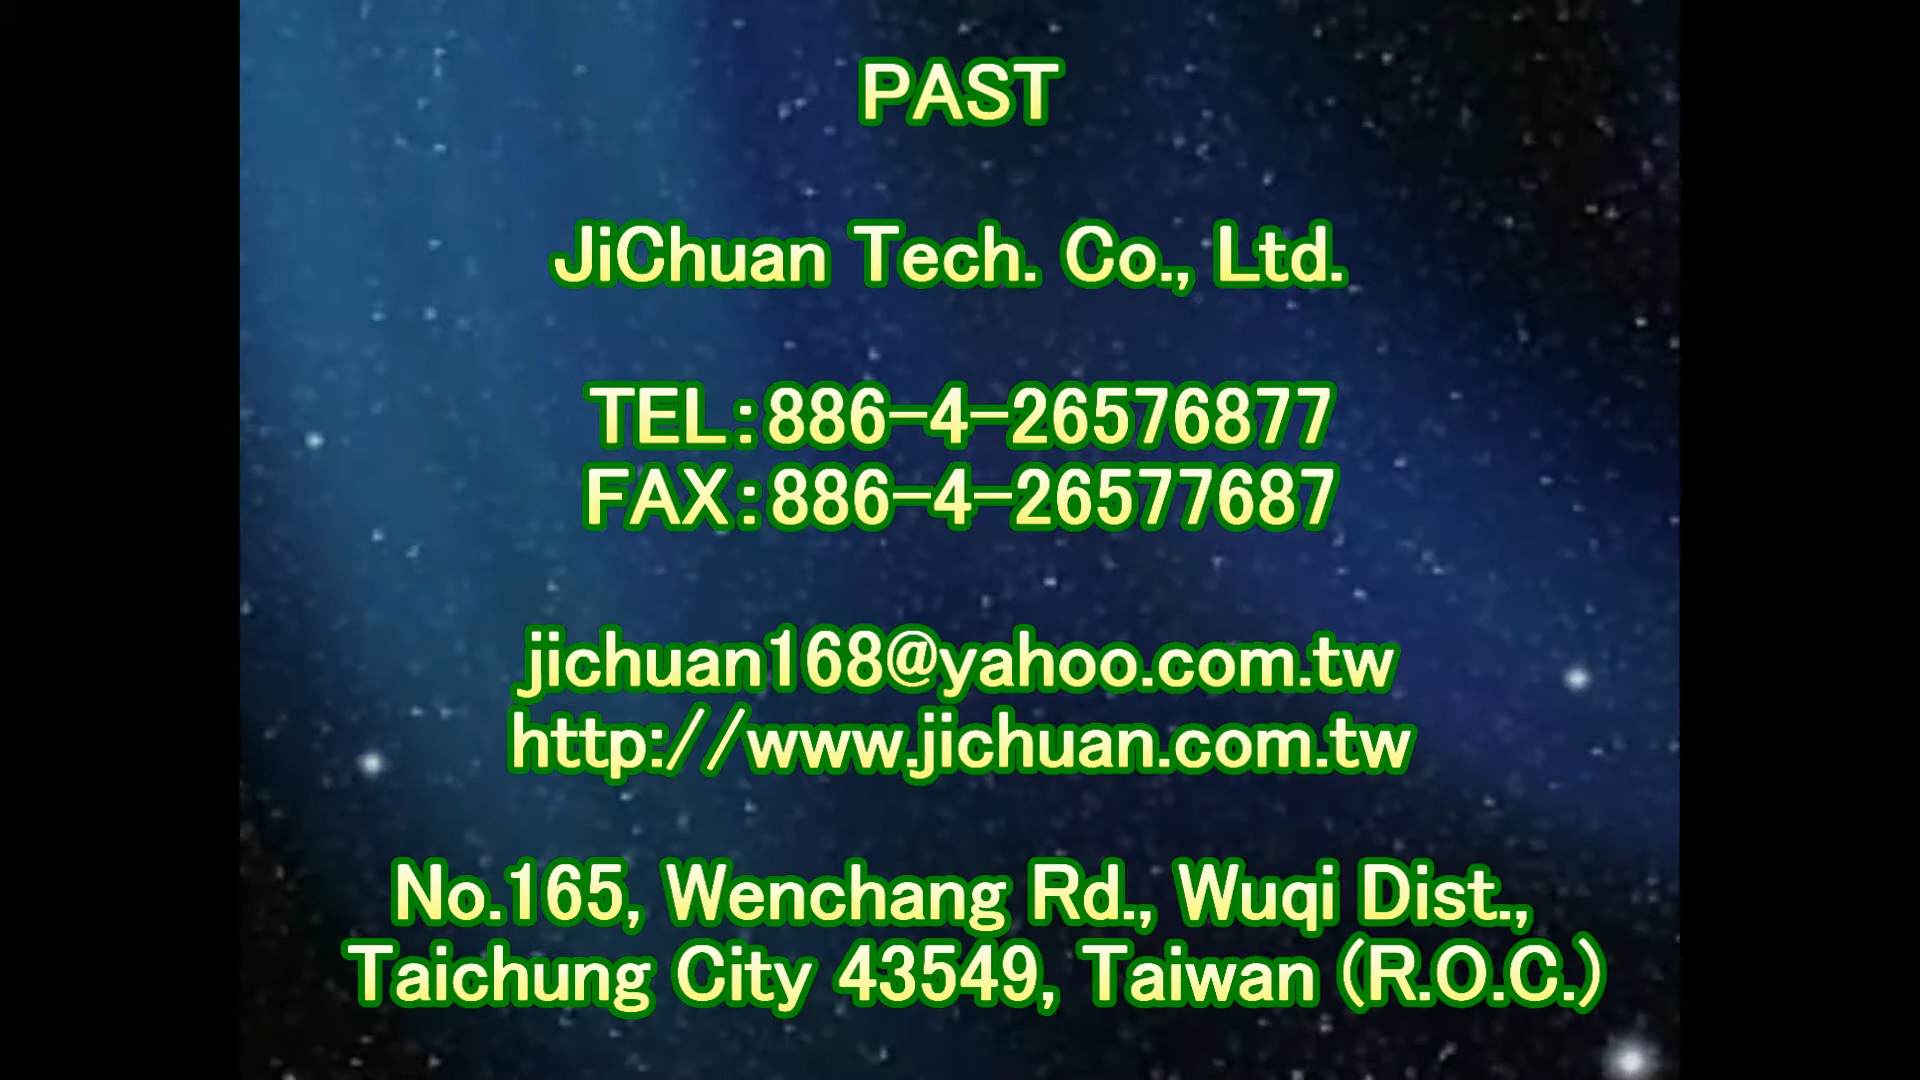 PAST
JiChuan Tech. Co., Ltd.
TEL:886-4-26576877
FAX:886-4-26577687
jichuan168@yahoo.com.tw
http://www.jichuan.com.tw
No.165, Wenchang Rd., Wuqi Dist.,
Taichung City 43549, Taiwan (R.O.C.)